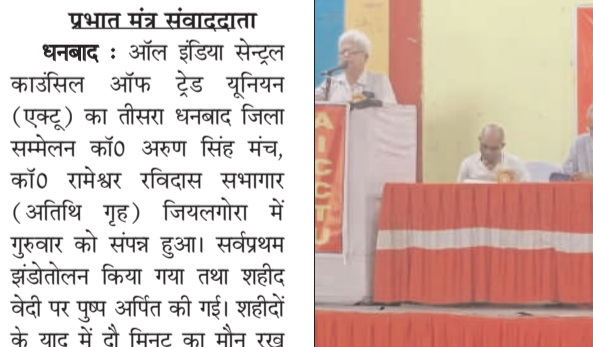 प्रभात मंत्र संवाददाता
धनबाद : ऑल इंडिया सेन्ट्रल
काउंसिल ऑफ ट्रेड यूनियन
(एक्टू) का तीसरा धनबाद जिला
सम्मेलन कॉ0 अरुण सिंह मंच,
कॉ0 रामेश्वर रविदास सभागार
(अतिथि गृह) जियलगोरा में
गुरुवार को संपन्न हुआ। सर्वप्रथम
झंडोतोलन किया गया तथा शहीद
वेदी पर पुष्प अर्पित की गई। शहीदों
के याद में दौ मिनट का मौन रख
AICCTU